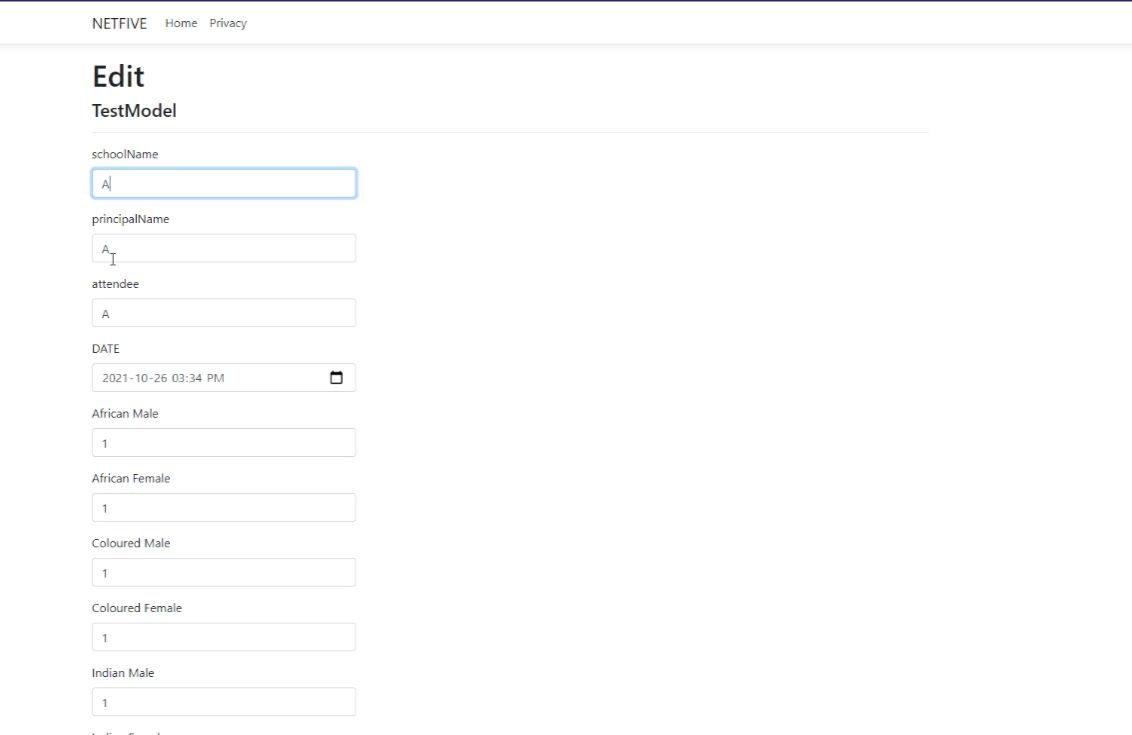 NETFIVE Home Privacy
Edit
TestModel
schoolName
A
principalName
A
attendee
A
DATE
2021-10-26 03:34 PM
African Male
1
African Female
1
Coloured Male
1
Coloured Female
1
Indian Male
1